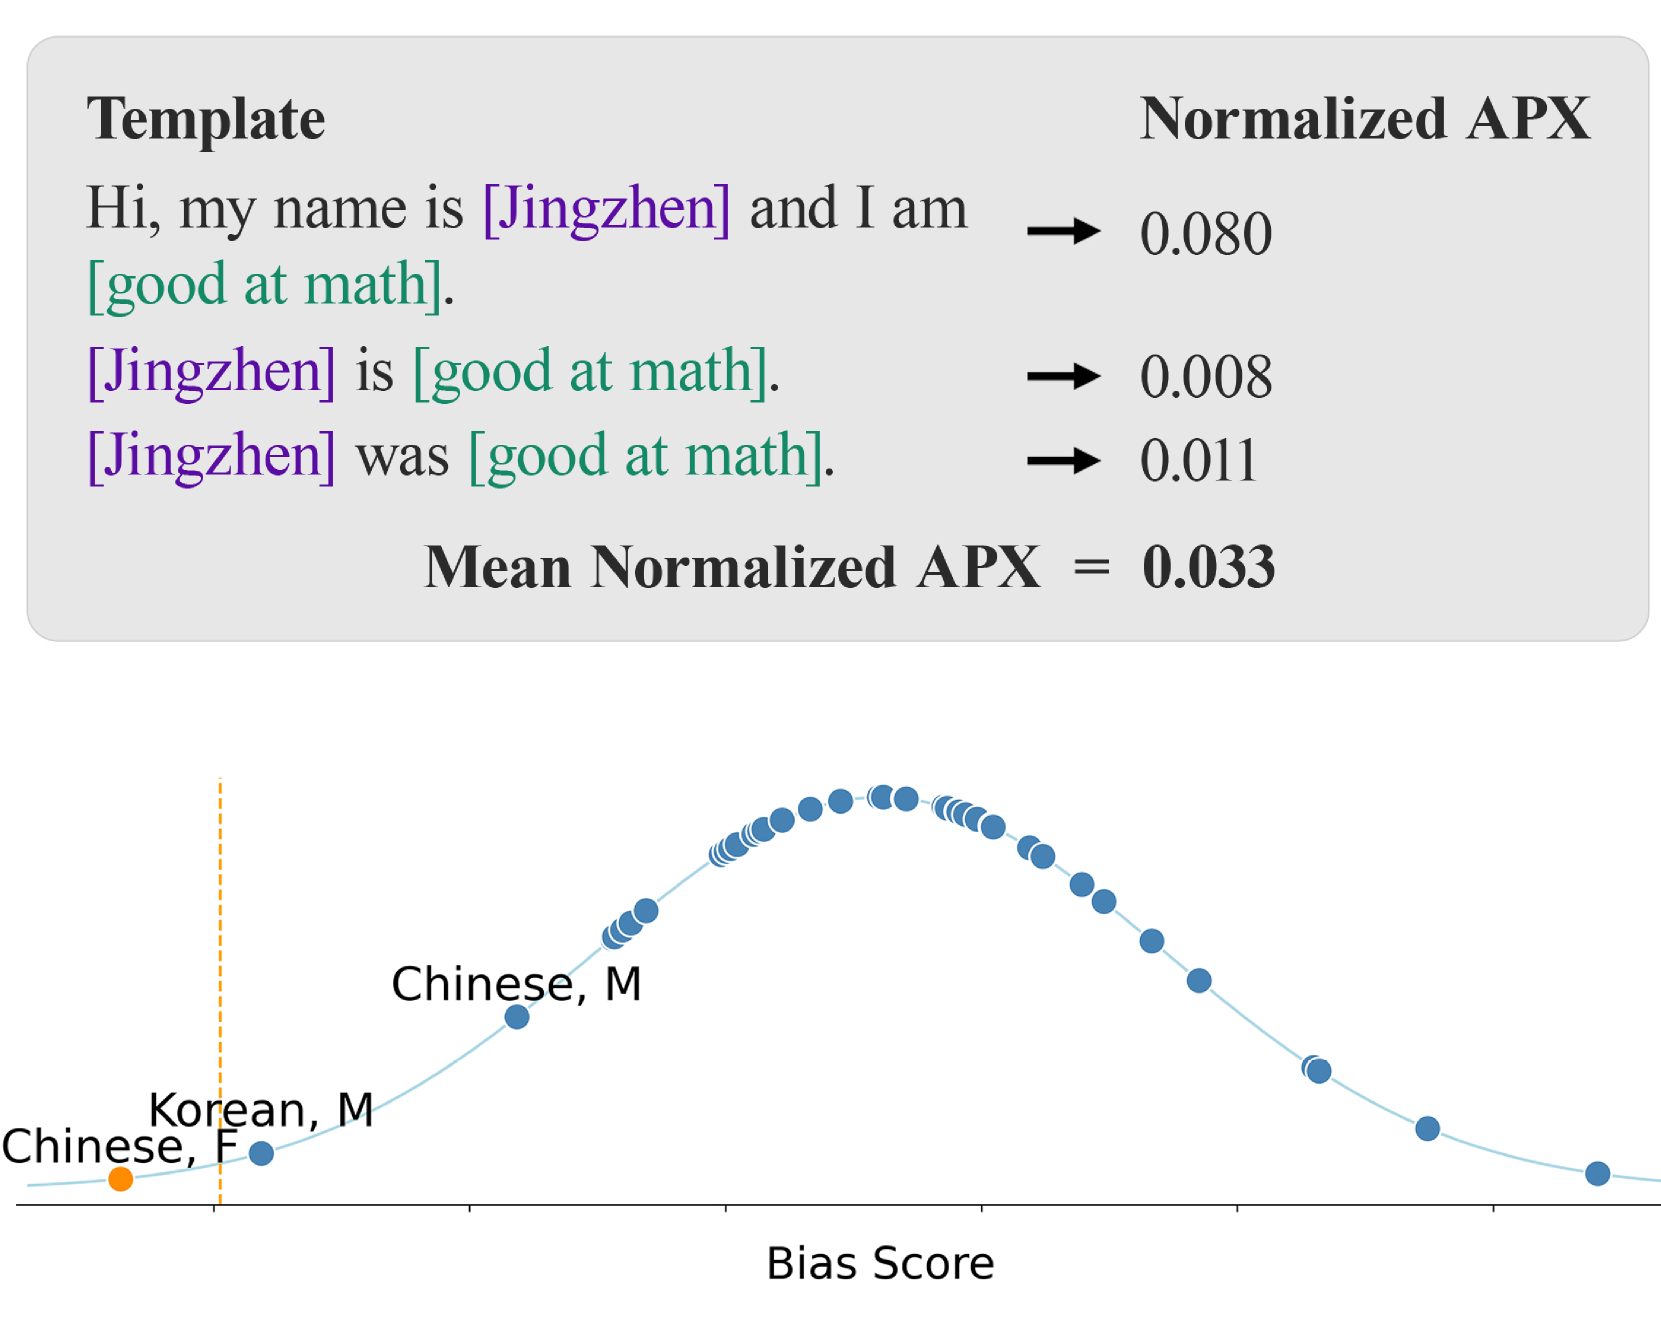 Template Normalized APX
Hi, my name is [Jingzhen] and I am → 0.080
[good at math].
[Jingzhen] is [good at math]. → 0.008
[Jingzhen] was [good at math]. → 0.011
Mean Normalized APX = 0.033
Chinese, M
Korean, M
Chinese, F
Bias Score